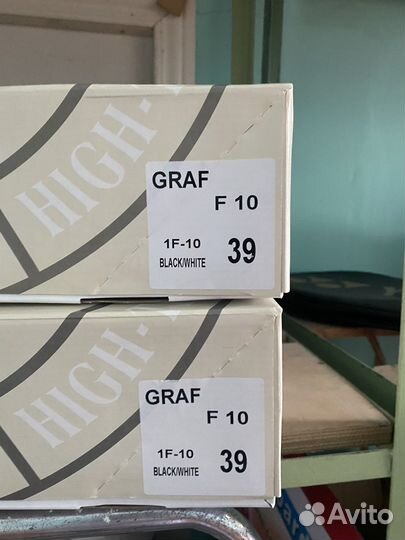 HIGH-
GRAF
F 10
1F-10
BLACK/WHITE
39
HIGH-
GRAF
F 10
1F-10
BLACK/WHITE
39
Avito